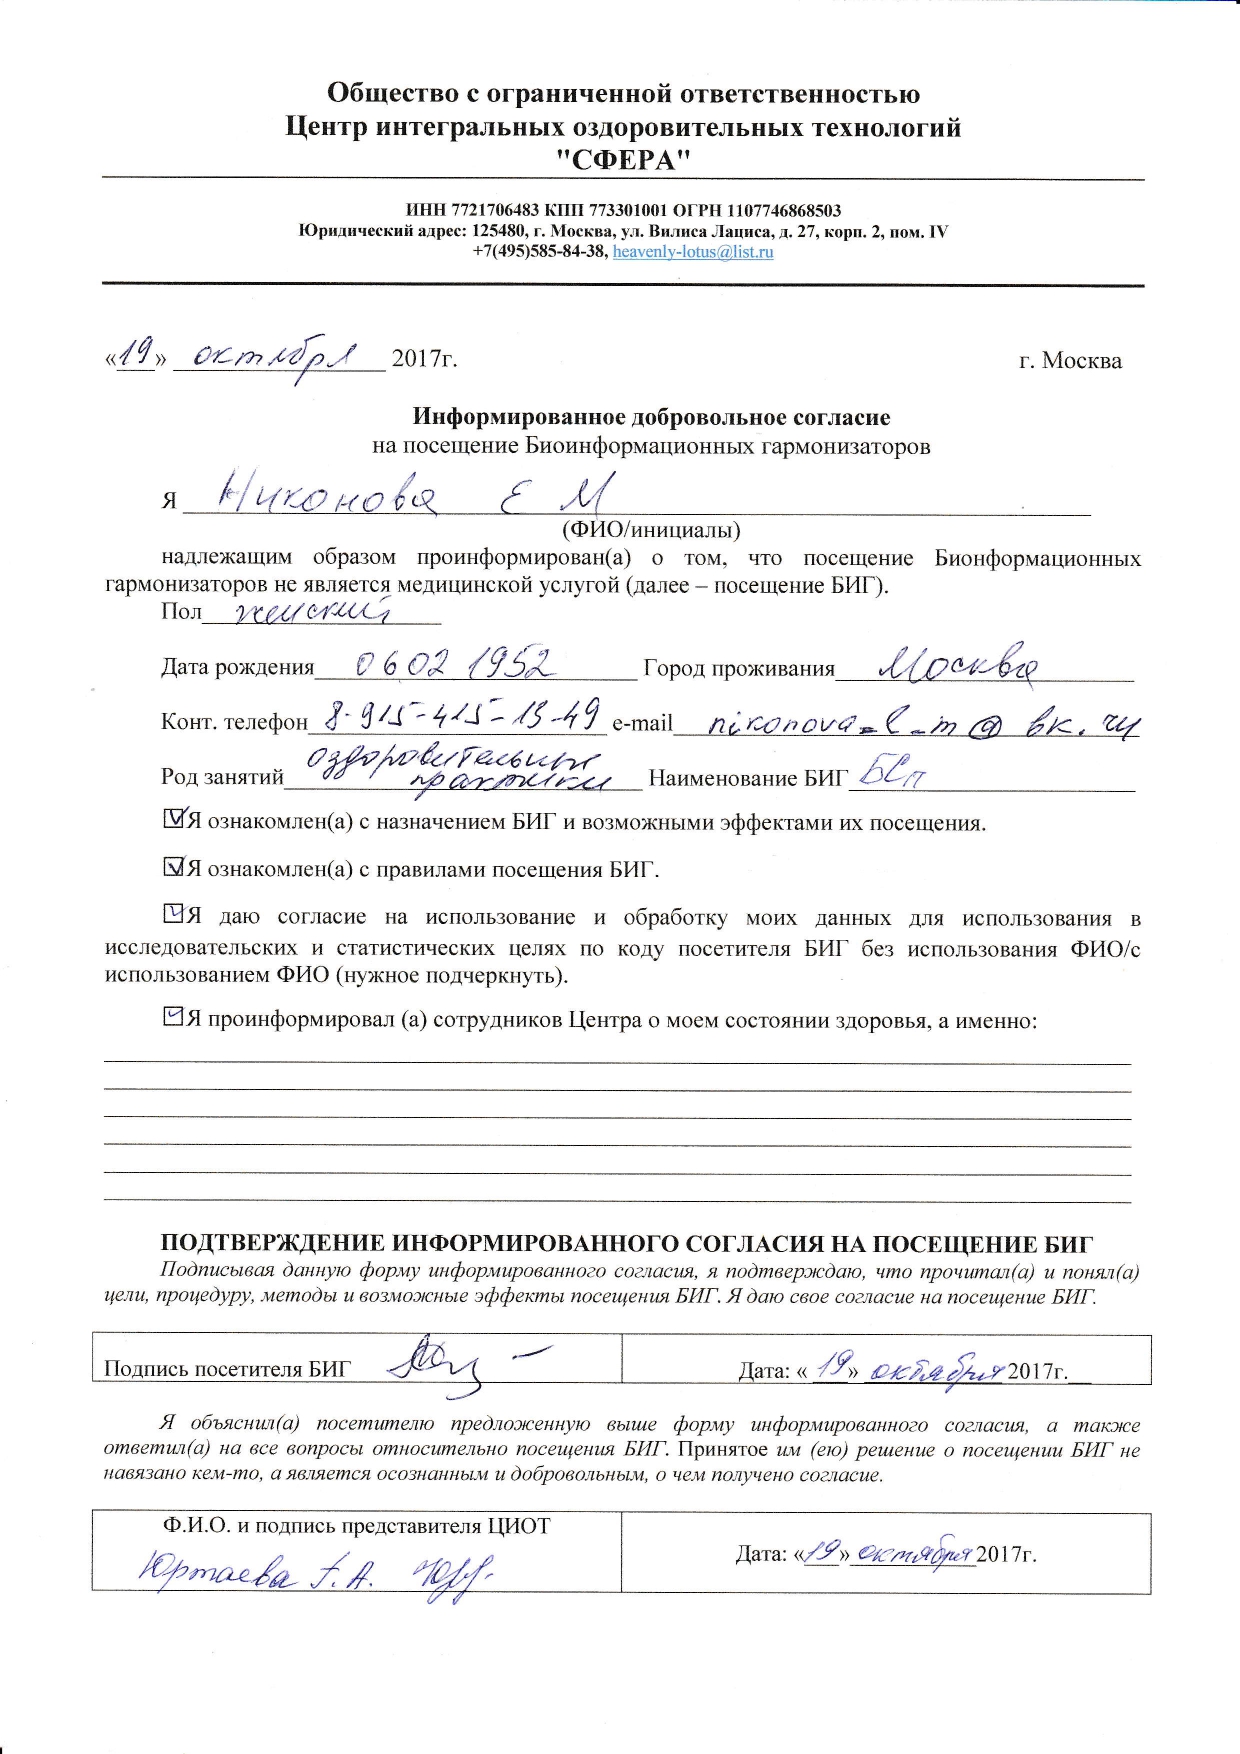 Общество с ограниченной ответственностью
Центр интегральных оздоровительных технологий
"СФЕРА"
ИНН 7721706483 КПП 773301001 ОГРН 1107746868503
Юридический адрес: 125480, г. Москва, ул. Вилиса Лациса, д. 27, корп. 2, пом. IV
+7(495)585-84-38, heavenly-lotus@list.ru
«19» октября 2017г. г. Москва
Информированное добровольное согласие
на посещение Биоинформационных гармонизаторов
Я Никонова Е М
(ФИО/инициалы)
надлежащим образом проинформирован(а) о том, что посещение Бионформационных
гармонизаторов не является медицинской услугой (далее – посещение БИГ).
Пол женский
Дата рождения 06 02 1952 Город проживания Москва
Конт. телефон 8-915-415-13-49 e-mail nikonova_e_m@bk.ru
оздоровительные
Род занятий практики Наименование БИГ БСп
Я ознакомлен(а) с назначением БИГ и возможными эффектами их посещения.
Я ознакомлен(а) с правилами посещения БИГ.
Я даю согласие на использование и обработку моих данных для использования в
исследовательских и статистических целях по коду посетителя БИГ без использования ФИО/с
использованием ФИО (нужное подчеркнуть).
Я проинформировал (а) сотрудников Центра о моем состоянии здоровья, а именно:
ПОДТВЕРЖДЕНИЕ ИНФОРМИРОВАННОГО СОГЛАСИЯ НА ПОСЕЩЕНИЕ БИГ
Подписывая данную форму информированного согласия, я подтверждаю, что прочитал(а) и понял(а)
цели, процедуру, методы и возможные эффекты посещения БИГ. Я даю свое согласие на посещение БИГ.
Подпись посетителя БИГ Дата: «19» октября 2017г.
Я объяснил(а) посетителю предложенную выше форму информированного согласия, а также
ответил(а) на все вопросы относительно посещения БИГ. Принятое им (ею) решение о посещении БИГ не
навязано кем-то, а является осознанным и добровольным, о чем получено согласие.
Ф.И.О. и подпись представителя ЦИОТ
Юртаева Г.А. Дата: «19» октября 2017г.